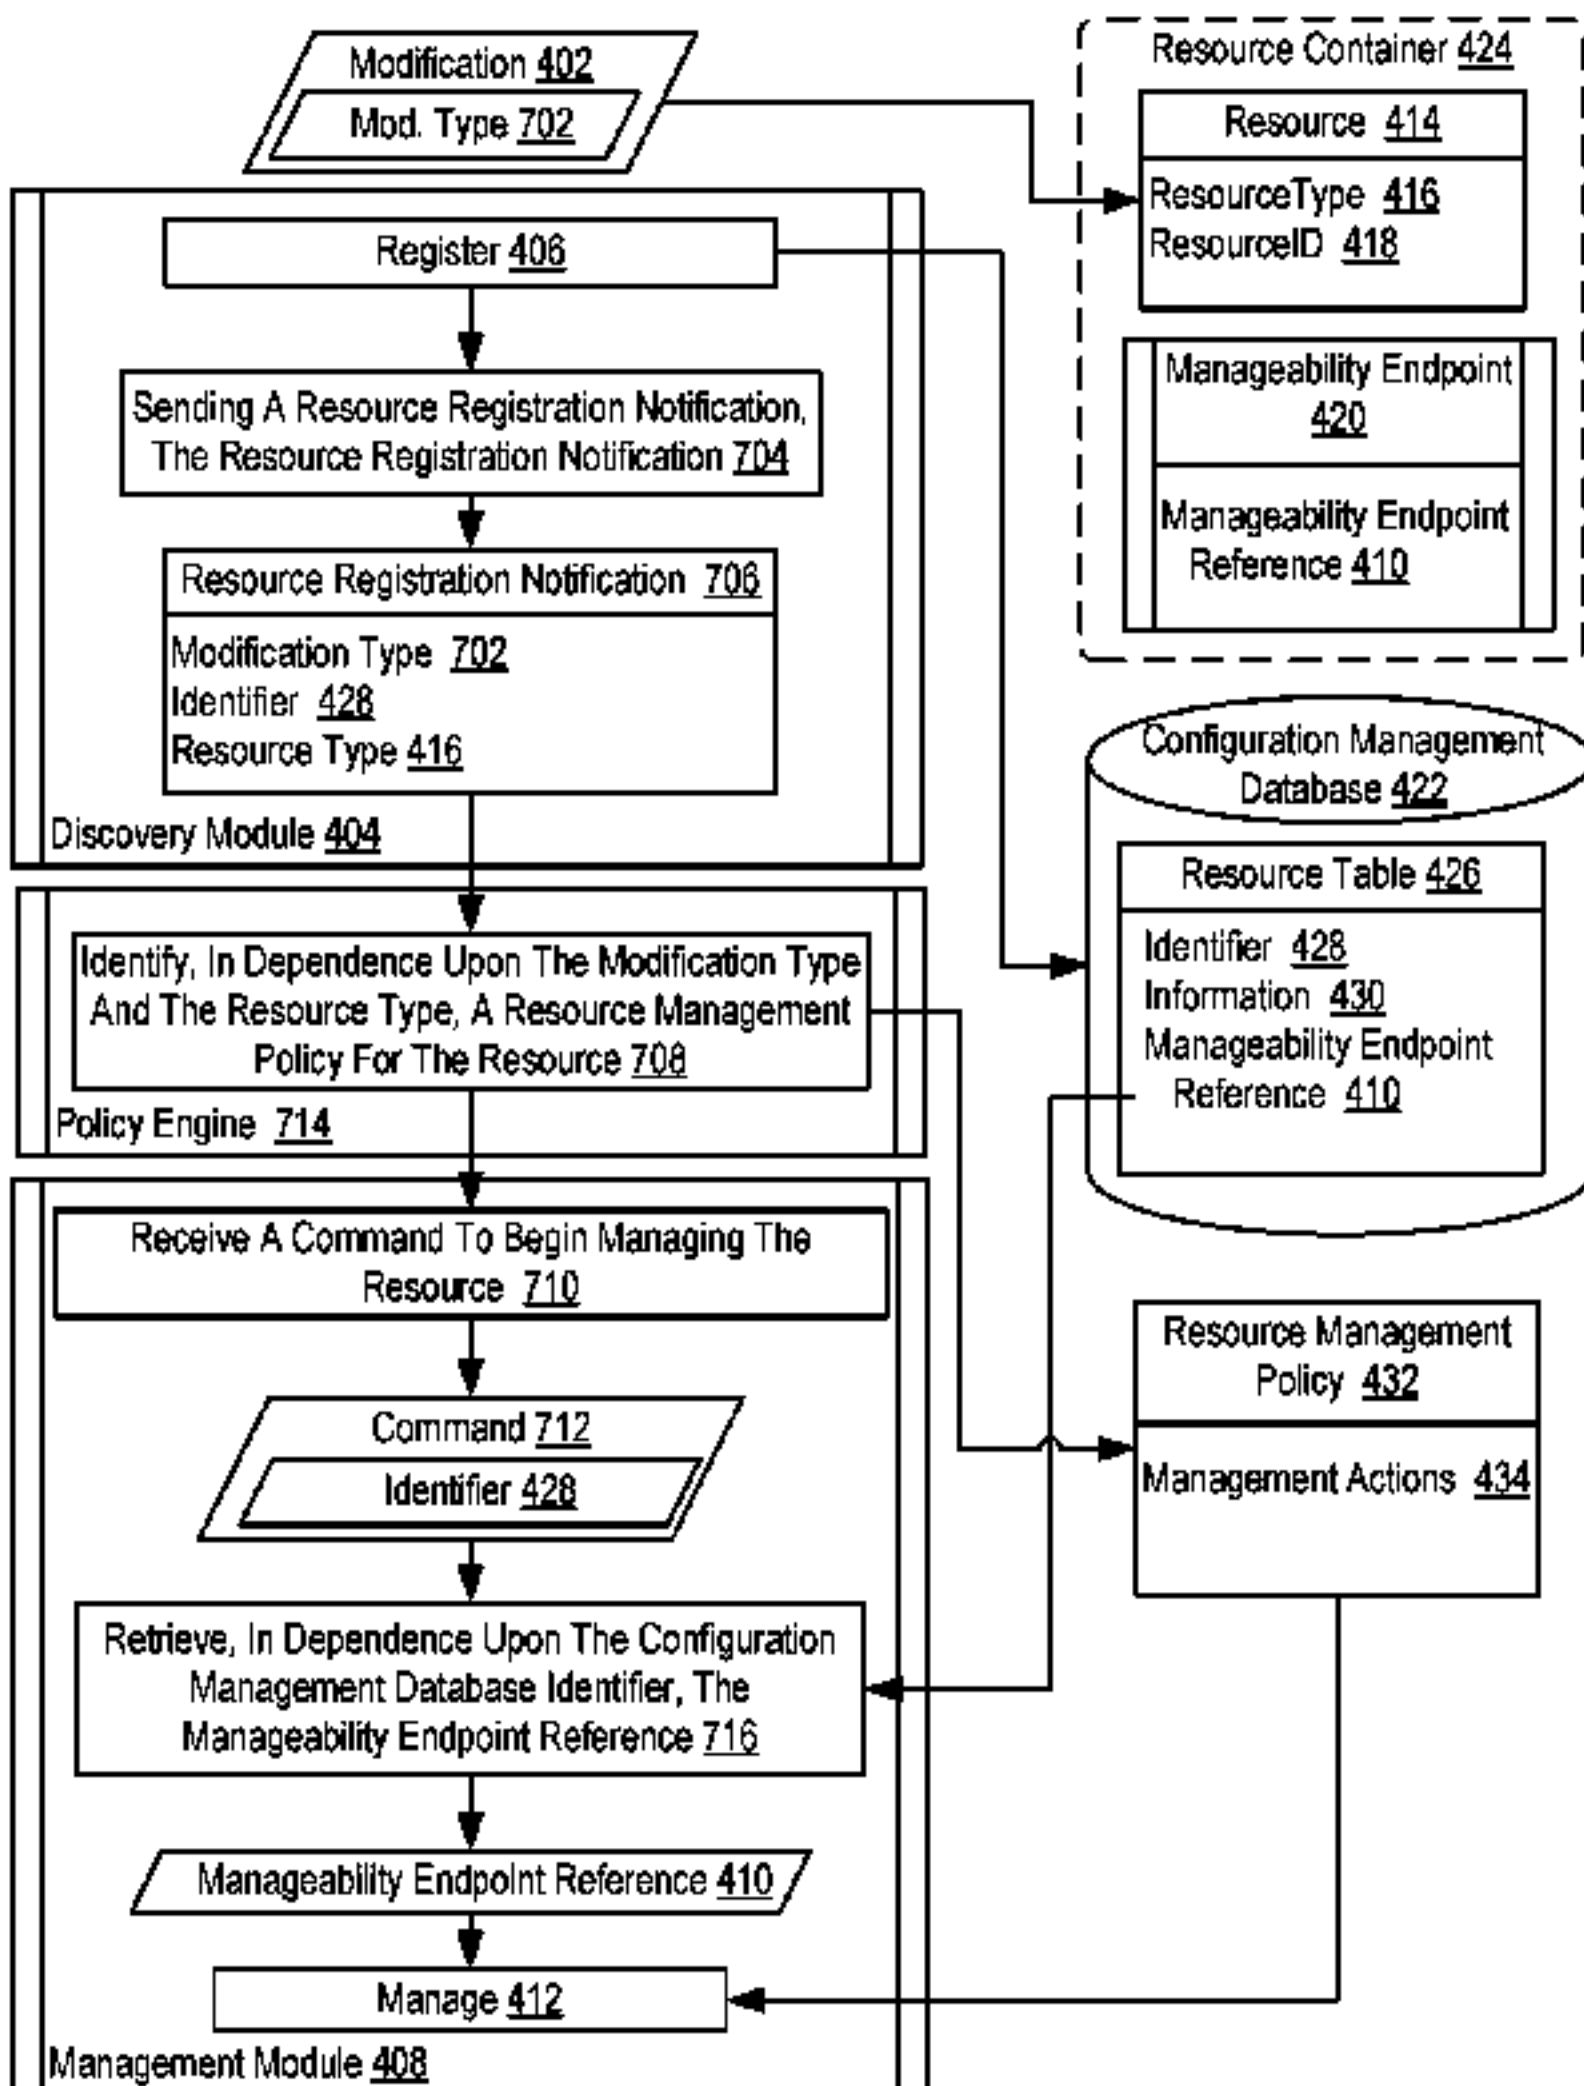 Modification 402
Mod. Type 702
Register 406
Sending A Resource Registration Notification,
The Resource Registration Notification 704
Resource Registration Notification 706
Modification Type 702
Identifier 428
Resource Type 416
Discovery Module 404
Identify, In Dependence Upon The Modification Type
And The Resource Type, A Resource Management
Policy For The Resource 708
Policy Engine 714
Receive A Command To Begin Managing The
Resource 710
Command 712
Identifier 428
Retrieve, In Dependence Upon The Configuration
Management Database Identifier, The
Manageability Endpoint Reference 716
Manageability Endpoint Reference 410
Manage 412
Management Module 408
Resource Container 424
Resource 414
ResourceType 416
ResourceID 418
Manageability Endpoint
420
Manageability Endpoint
Reference 410
Configuration Management
Database 422
Resource Table 426
Identifier 428
Information 430
Manageability Endpoint
Reference 410
Resource Management
Policy 432
Management Actions 434